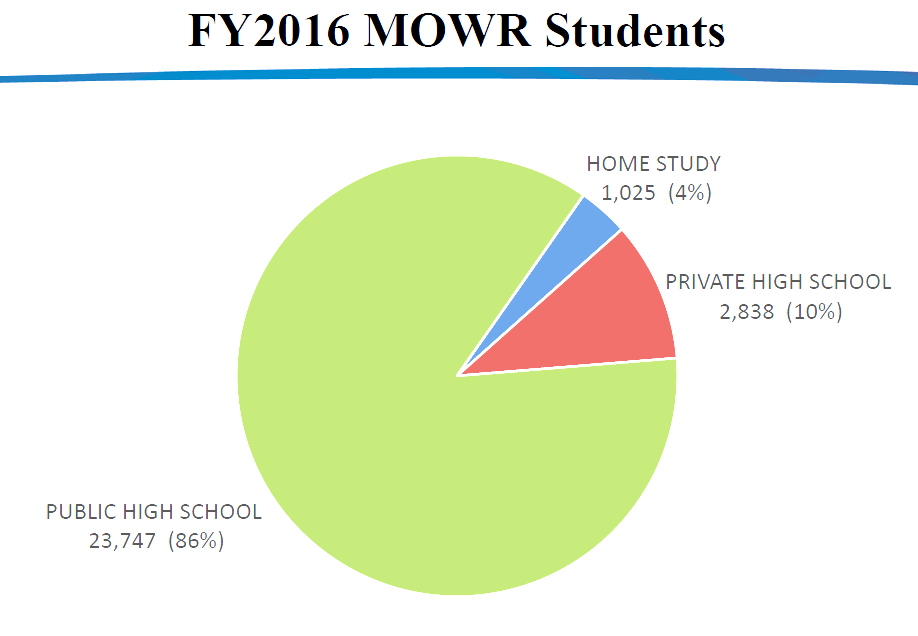 FY2016 MOWR Students
HOME STUDY
1,025 (4%)
PRIVATE HIGH SCHOOL
2,838 (10%)
PUBLIC HIGH SCHOOL
23,747 (86%)